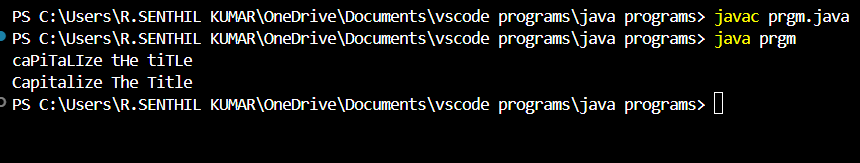 PS C:\Users\R.SENTHIL KUMAR\OneDrive\Documents\vscode programs\java programs> javac prgm.java
PS C:\Users\R.SENTHIL KUMAR\OneDrive\Documents\vscode programs\java programs> java prgm
caPiTaLIze tHe tiTLe
Capitalize The Title
PS C:\Users\R.SENTHIL KUMAR\OneDrive\Documents\vscode programs\java programs>